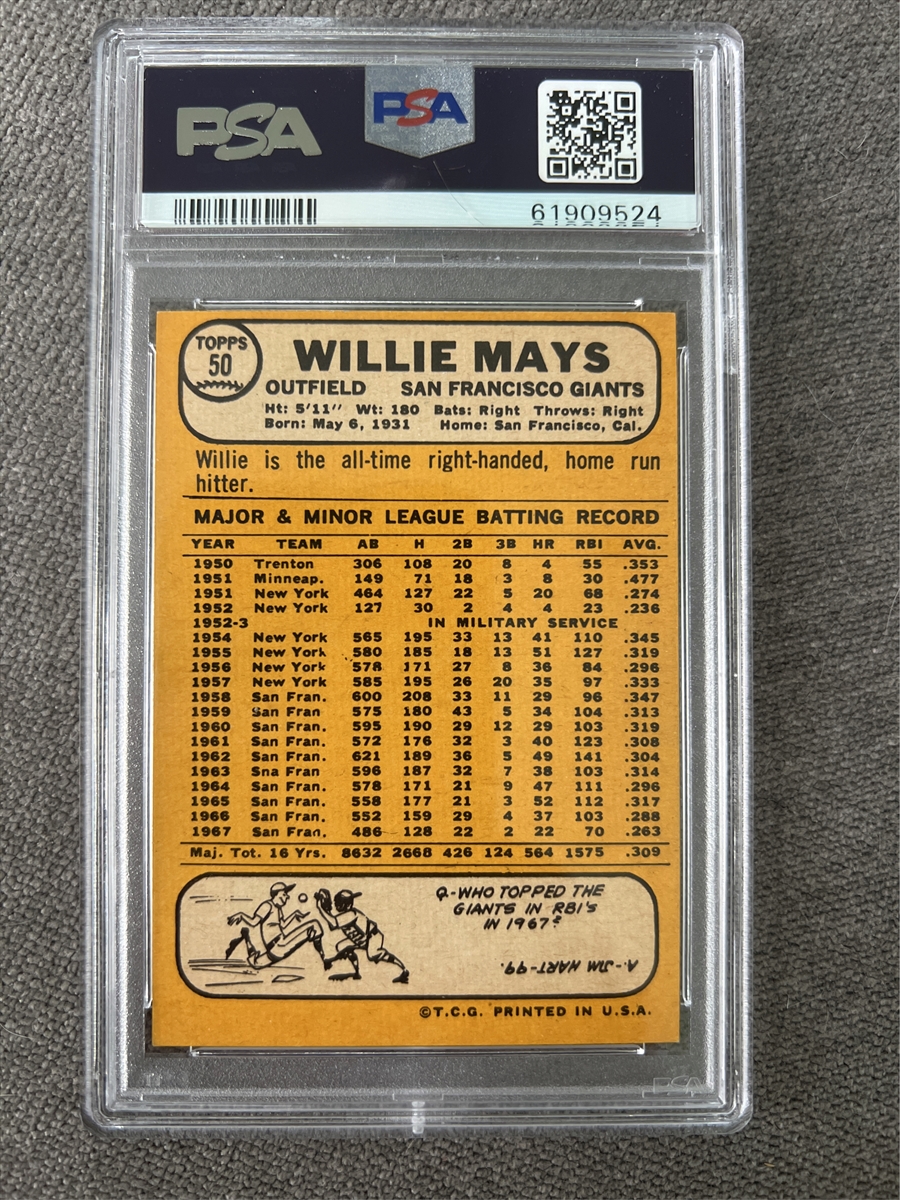 PSA PSA
61909524
TOPPS
50
WILLIE MAYS
OUTFIELD SAN FRANCISCO GIANTS
Ht: 5'11" Wt: 180 Bats: Right Throws: Right
Born: May 6, 1931 Home: San Francisco, Cal.
Willie is the all-time right-handed, home run
hitter.
MAJOR & MINOR LEAGUE BATTING RECORD
YEAR TEAM AB H 2B 3B HR RBI AVG.
1950 Trenton 306 108 20 8 4 55 .353
1951 Minneap. 149 71 18 3 8 30 .477
1951 New York 464 127 22 5 20 68 .274
1952 New York 127 30 2 4 4 23 .236
1952-3 IN MILITARY SERVICE
1954 New York 565 195 33 13 41 110 .345
1955 New York 580 185 18 13 51 127 .319
1956 New York 578 171 27 8 36 84 .296
1957 New York 585 195 26 20 35 97 .333
1958 San Fran. 600 208 33 11 29 96 .347
1959 San Fran 575 180 43 5 34 104 .313
1960 San Fran. 595 190 29 12 29 103 .319
1961 San Fran. 572 176 32 3 40 123 .308
1962 San Fran. 621 189 36 5 49 141 .304
1963 Sna Fran 596 187 32 7 38 103 .314
1964 San Fran. 578 171 21 9 47 111 .296
1965 San Fran. 558 177 21 3 52 112 .317
1966 San Fran. 552 159 29 4 37 103 .288
1967 San Fran. 486 128 22 2 22 70 .263
Maj. Tot. 16 Yrs. 8632 2668 426 124 564 1575 .309
Q-WHO TOPPED THE
GIANTS IN RBI'S
IN 1967?
A-JIM HART-99.
©T.C.G. PRINTED IN U.S.A.
PSA